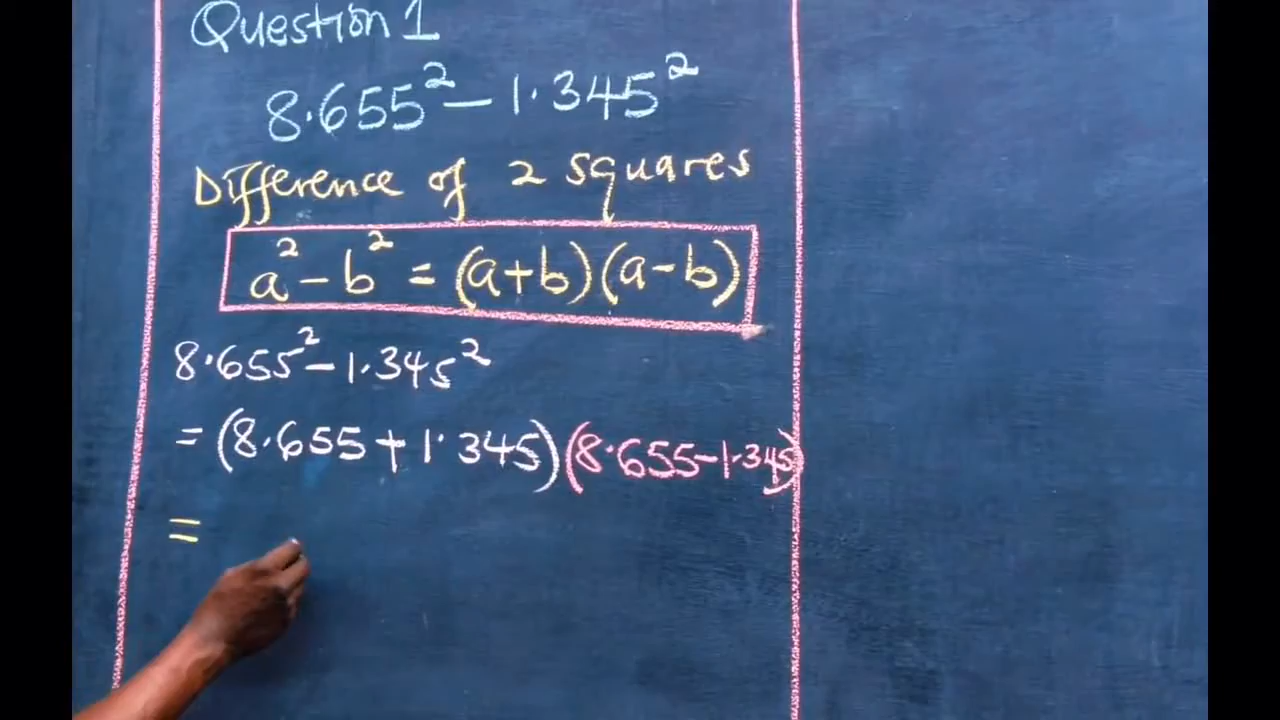 Question 1
8.655² - 1.345²
Difference of 2 squares
a² - b² = (a+b)(a-b)
8.655² - 1.345²
= (8.655 + 1.345)(8.655 - 1.345)
=